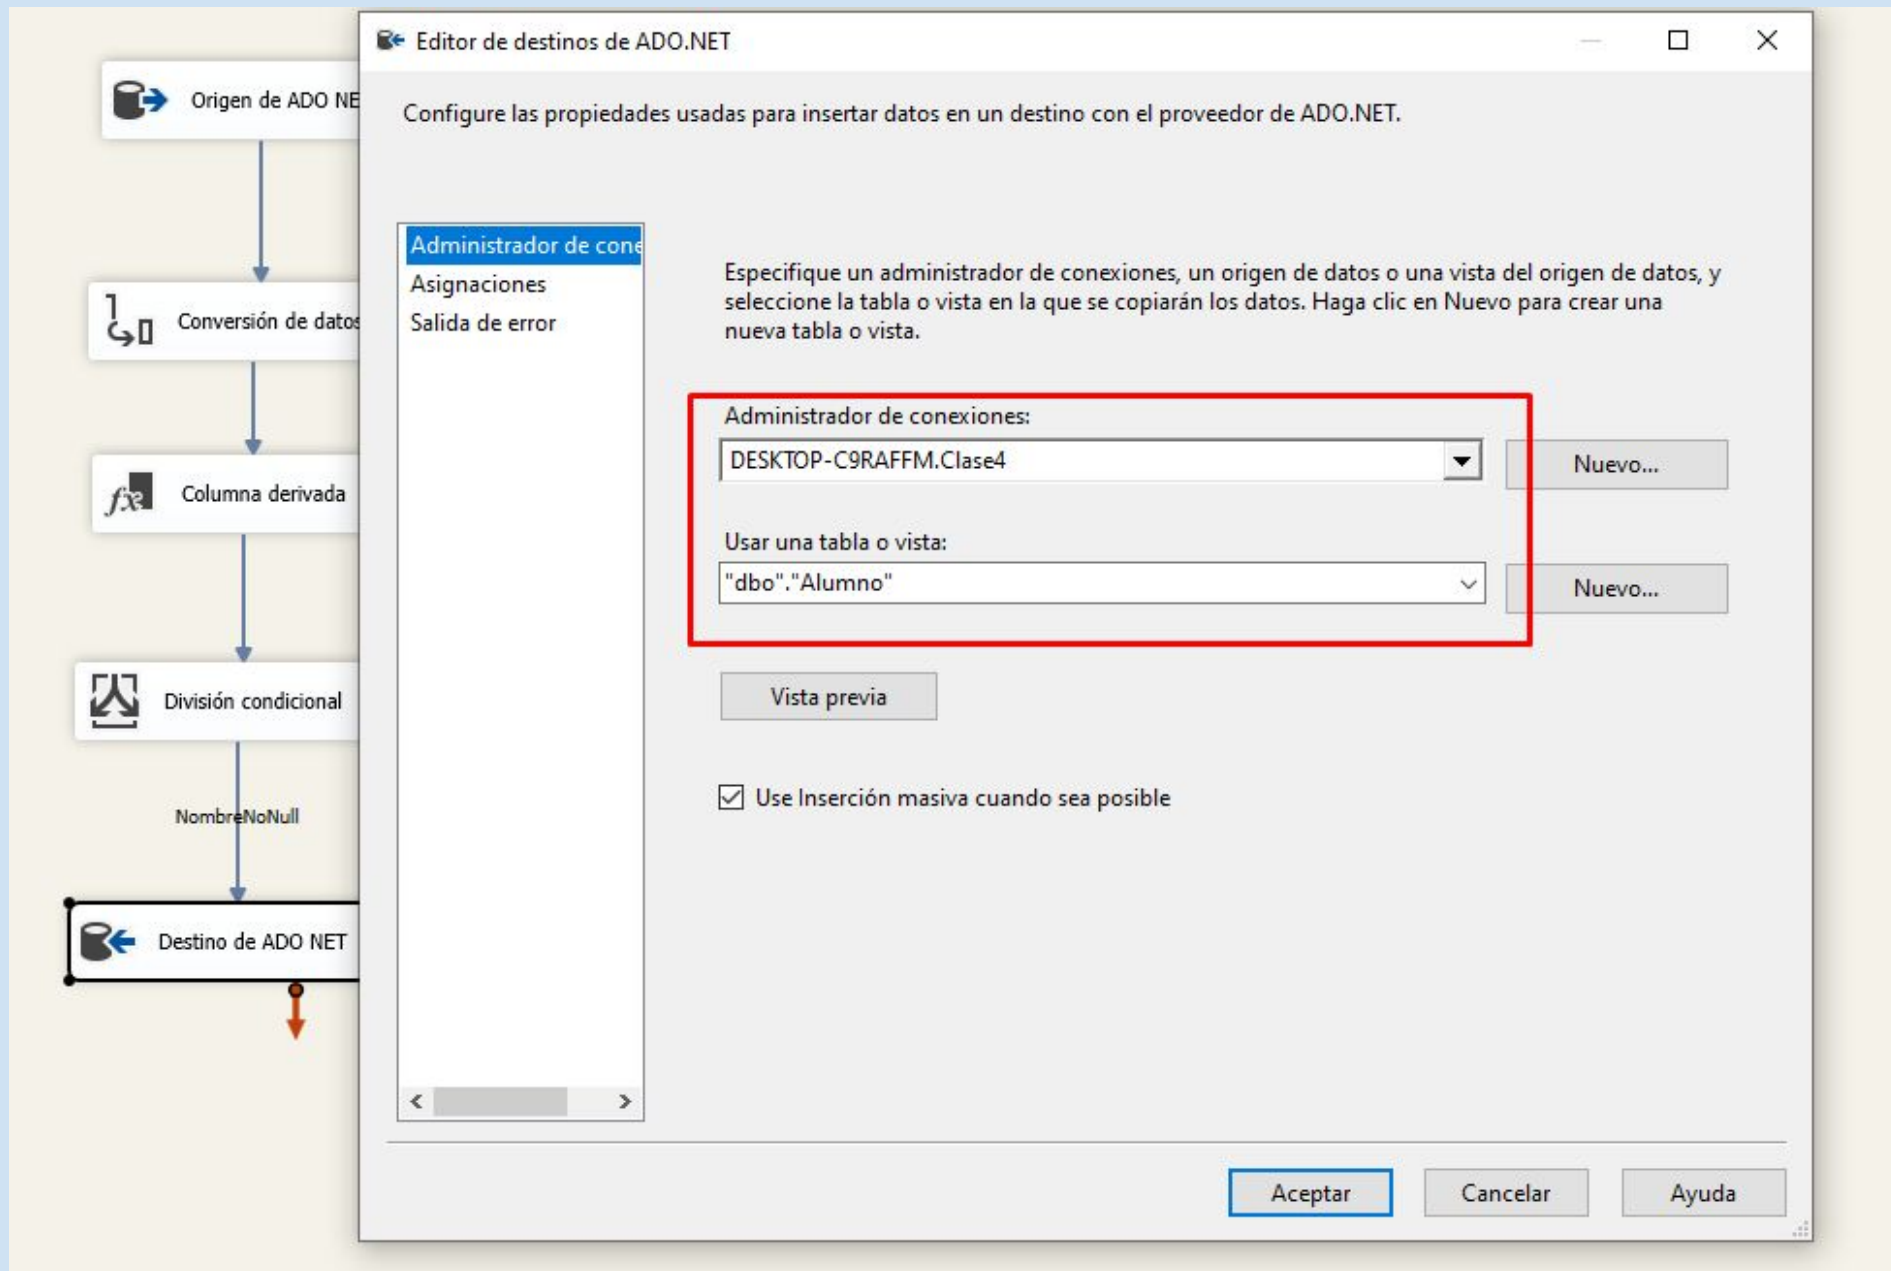 Editor de destinos de ADO.NET
Origen de ADO NE
Configure las propiedades usadas para insertar datos en un destino con el proveedor de ADO.NET.
Administrador de cone
Asignaciones
Salida de error
Especifique un administrador de conexiones, un origen de datos o una vista del origen de datos, y
seleccione la tabla o vista en la que se copiarán los datos. Haga clic en Nuevo para crear una
nueva tabla o vista.
Conversión de datos
Administrador de conexiones:
DESKTOP-C9RAFFM.Clase4
Nuevo...
Columna derivada
Usar una tabla o vista:
"dbo"."Alumno"
Nuevo...
División condicional
Vista previa
Use Inserción masiva cuando sea posible
NombreNoNull
Destino de ADO NET
Aceptar
Cancelar
Ayuda